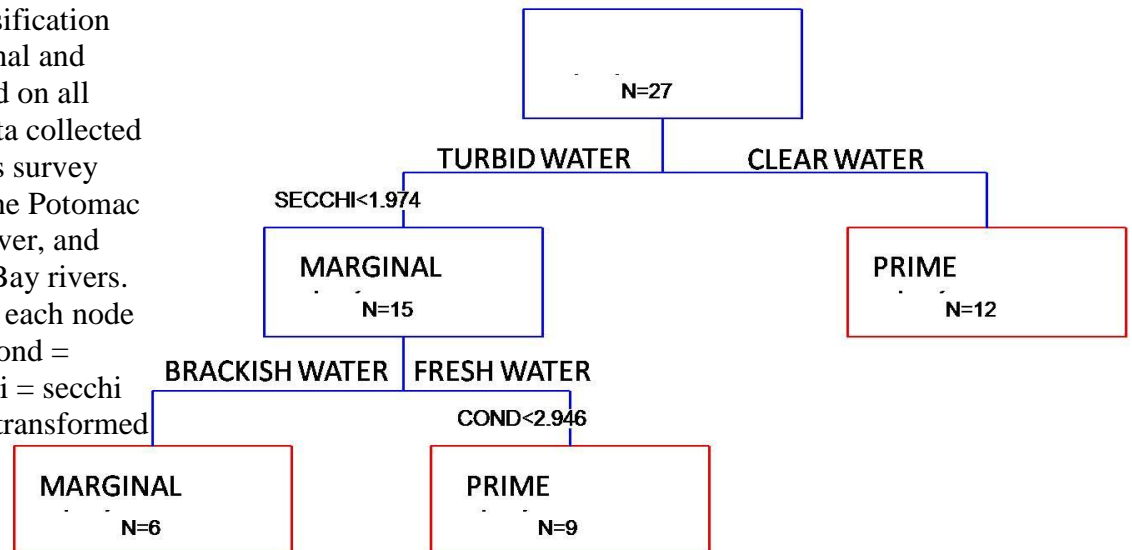 sification
nal and
d on all
ta collected
s survey
he Potomac
ver, and
Bay rivers.
each node
ond =
i = secchi
transformed
N=27
TURBID WATER CLEAR WATER
SECCHI<1.974
MARGINAL
N=15
PRIME
N=12
BRACKISH WATER FRESH WATER
COND<2.946
MARGINAL
N=6
PRIME
N=9